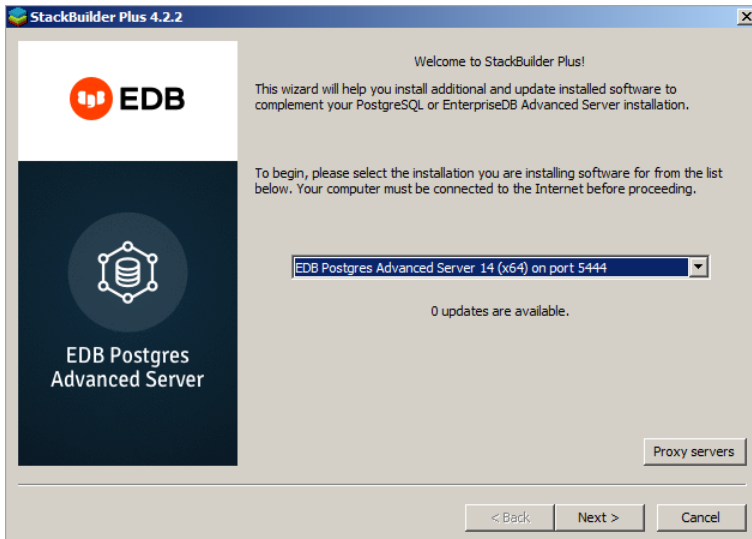 StackBuilder Plus 4.2.2
EDB
EDB Postgres
Advanced Server
Welcome to StackBuilder Plus!
This wizard will help you install additional and update installed software to
complement your PostgreSQL or EnterpriseDB Advanced Server installation.
To begin, please select the installation you are installing software for from the list
below. Your computer must be connected to the Internet before proceeding.
EDB Postgres Advanced Server 14 (x64) on port 5444
0 updates are available.
Proxy servers
< Back
Next >
Cancel